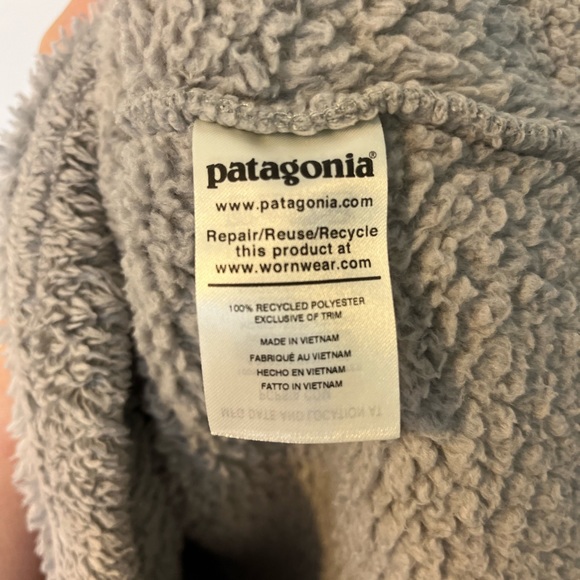 patagonia®
www.patagonia.com
Repair/Reuse/Recycle
this product at
www.wornwear.com
100% RECYCLED POLYESTER
EXCLUSIVE OF TRIM
MADE IN VIETNAM
FABRIQUÉ AU VIETNAM
HECHO EN VIETNAM
FATTO IN VIETNAM